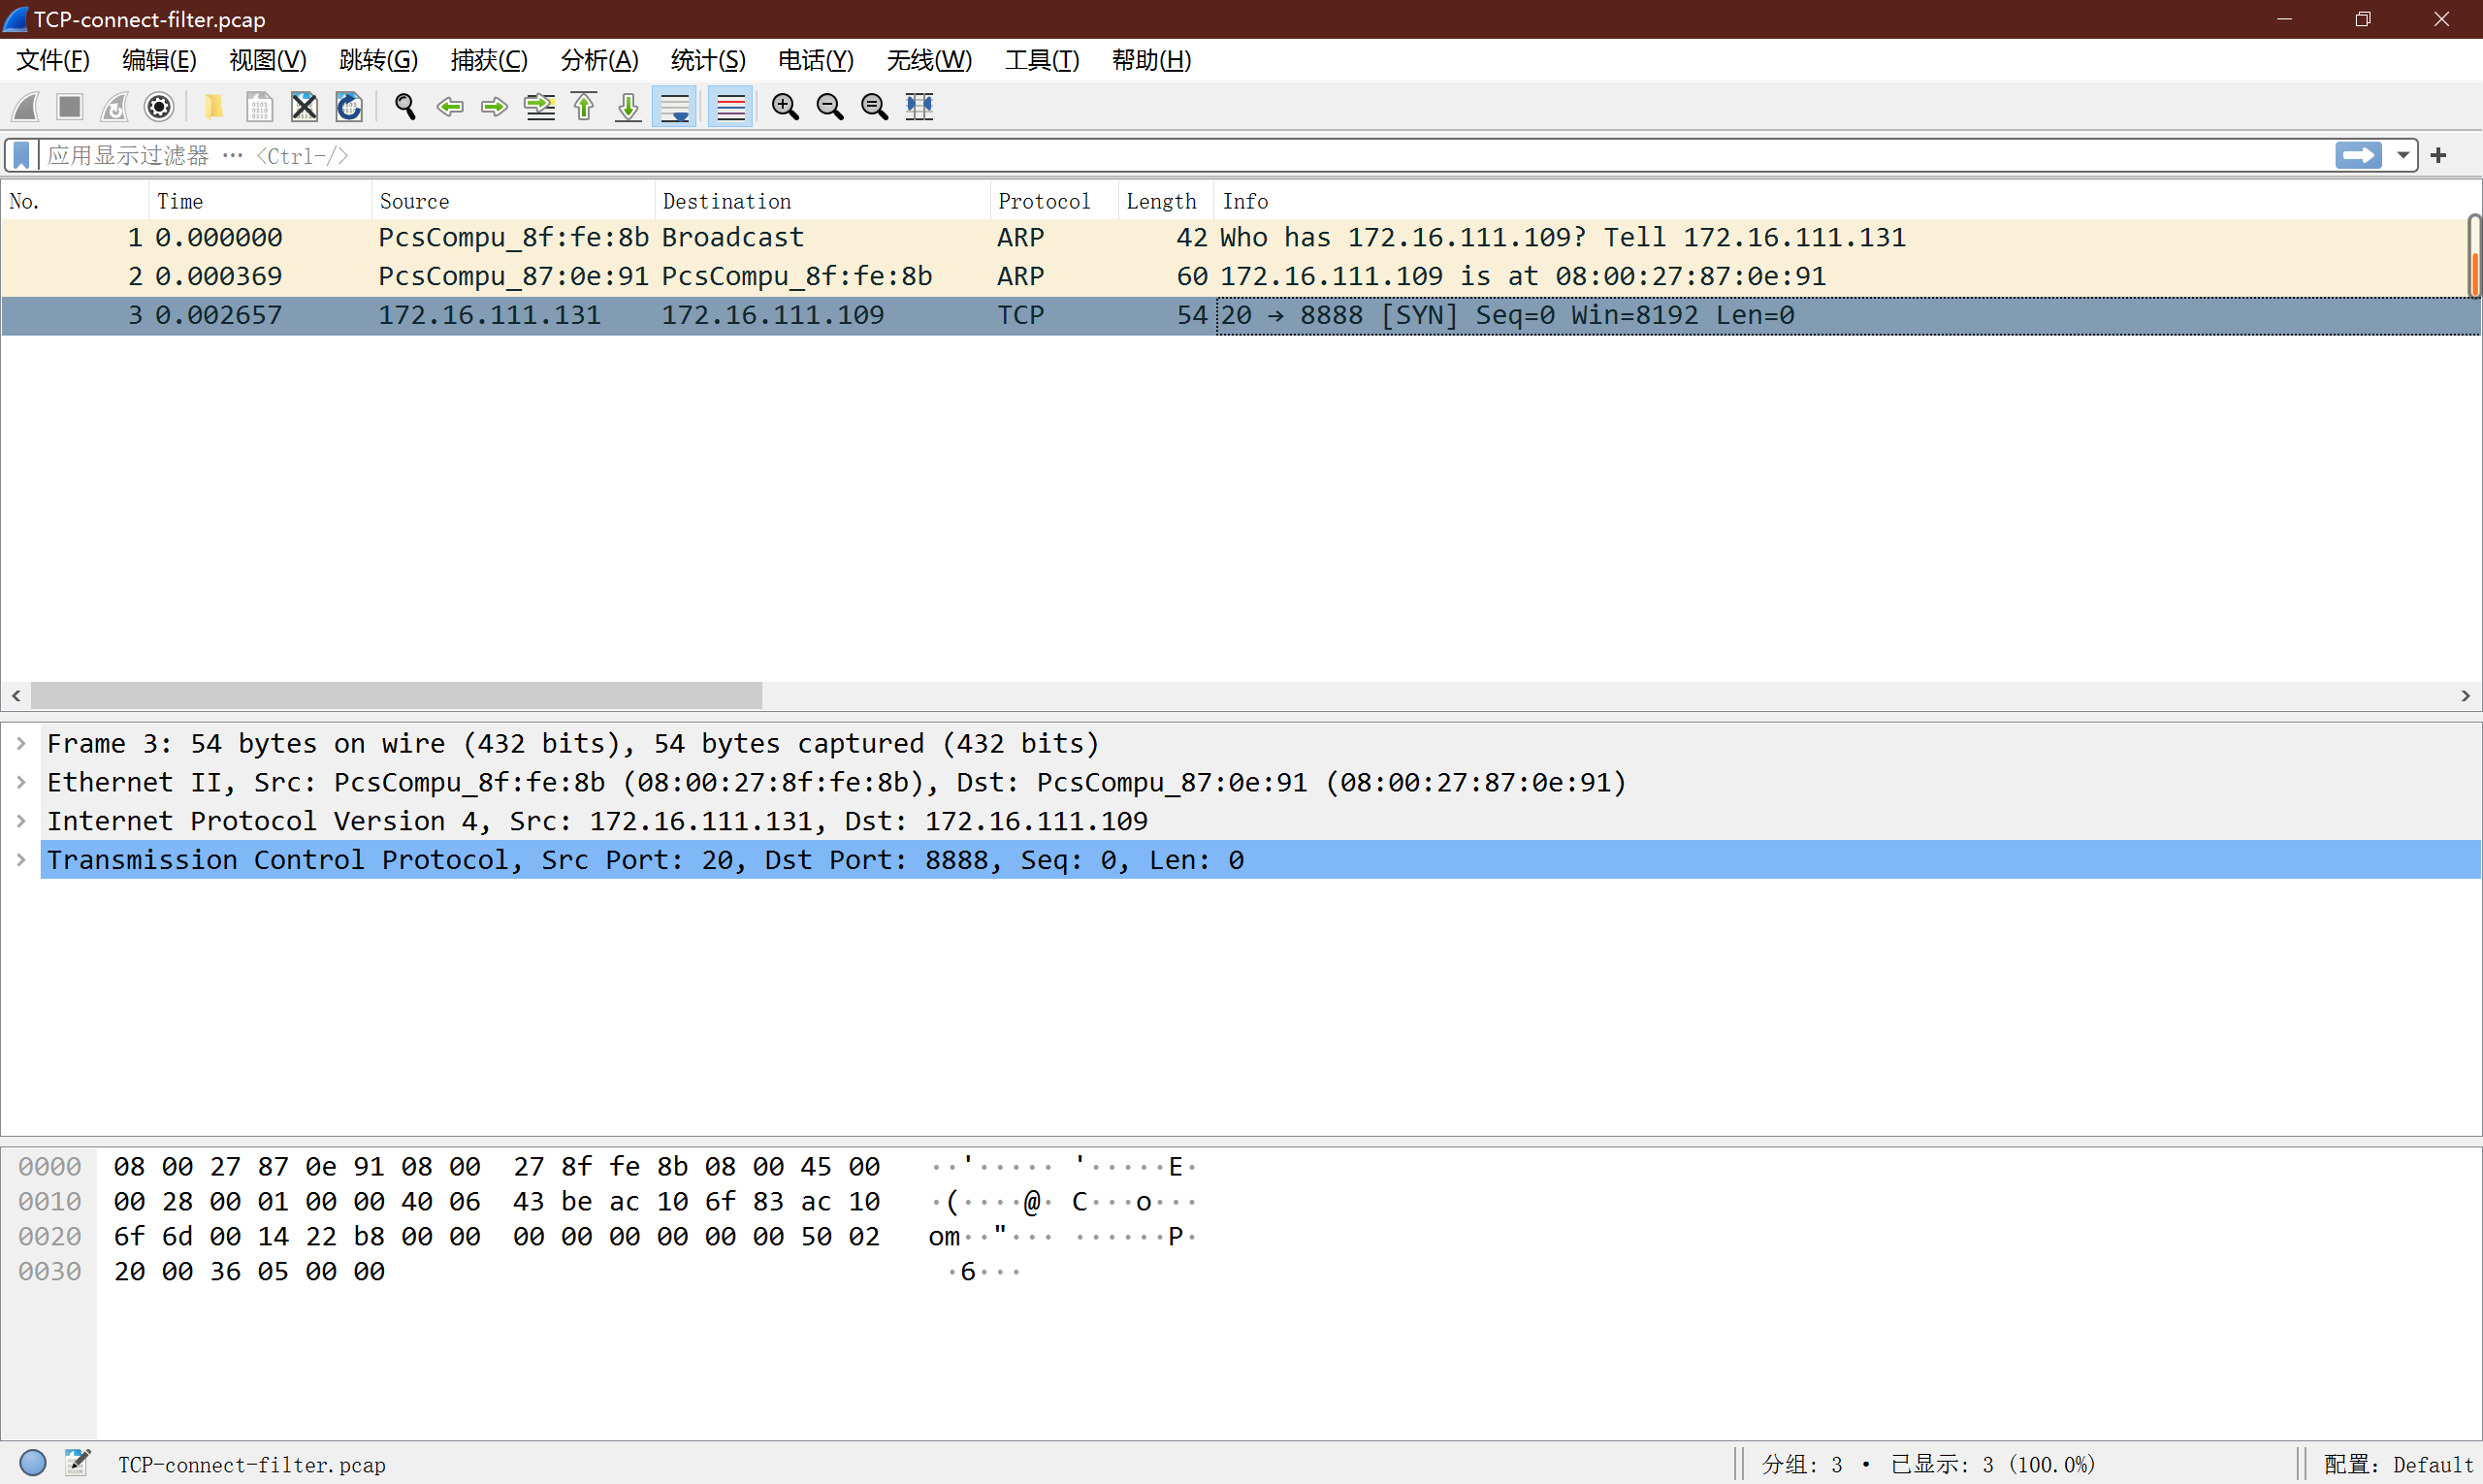 TCP-connect-filter.pcap
文件(F) 编辑(E) 视图(V) 跳转(G) 捕获(C) 分析(A) 统计(S) 电话(Y) 无线(W) 工具(T) 帮助(H)
应用显示过滤器 … <Ctrl-/>
No. Time Source Destination Protocol Length Info
1 0.000000 PcsCompu_8f:fe:8b Broadcast ARP 42 Who has 172.16.111.109? Tell 172.16.111.131
2 0.000369 PcsCompu_87:0e:91 PcsCompu_8f:fe:8b ARP 60 172.16.111.109 is at 08:00:27:87:0e:91
3 0.002657 172.16.111.131 172.16.111.109 TCP 54 20 → 8888 [SYN] Seq=0 Win=8192 Len=0
Frame 3: 54 bytes on wire (432 bits), 54 bytes captured (432 bits)
Ethernet II, Src: PcsCompu_8f:fe:8b (08:00:27:8f:fe:8b), Dst: PcsCompu_87:0e:91 (08:00:27:87:0e:91)
Internet Protocol Version 4, Src: 172.16.111.131, Dst: 172.16.111.109
Transmission Control Protocol, Src Port: 20, Dst Port: 8888, Seq: 0, Len: 0
0000 08 00 27 87 0e 91 08 00 27 8f fe 8b 08 00 45 00 ··'····· '·····E·
0010 00 28 00 01 00 00 40 06 43 be ac 10 6f 83 ac 10 ·(····@· C···o···
0020 6f 6d 00 14 22 b8 00 00 00 00 00 00 00 00 50 02 om··"··· ······P·
0030 20 00 36 05 00 00 ·6···
TCP-connect-filter.pcap 分组: 3 · 已显示: 3 (100.0%) 配置: Default